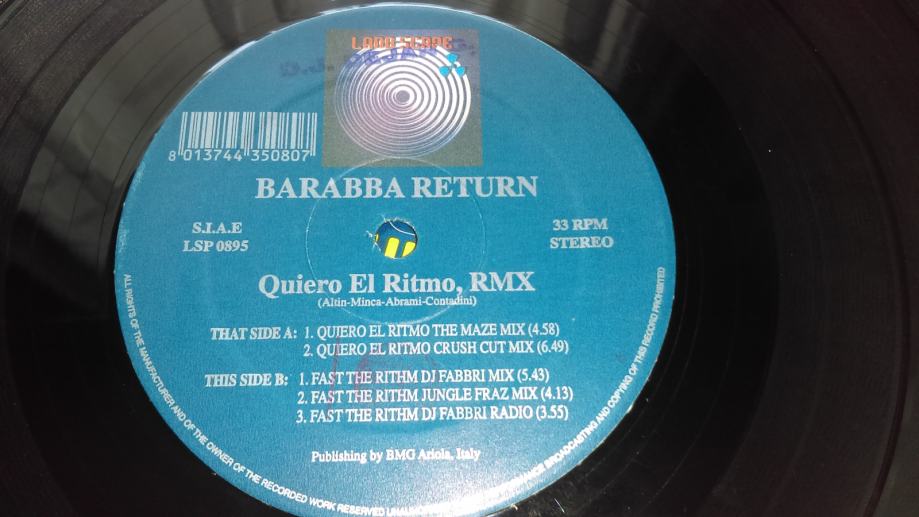 LAND SCAPE
8 013744 350807
BARABBA RETURN
S.I.A.E
LSP 0895
33 RPM
STEREO
Quiero El Ritmo, RMX
(Altin-Minca-Abrami-Contadini)
THAT SIDE A: 1. QUIERO EL RITMO THE MAZE MIX (4.58)
2. QUIERO EL RITMO CRUSH CUT MIX (6.49)
THIS SIDE B: 1. FAST THE RITHM DJ FABBRI MIX (5.43)
2. FAST THE RITHM JUNGLE FRAZ MIX (4.13)
3. FAST THE RITHM DJ FABBRI RADIO (3.55)
Publishing by BMG Ariola, Italy
ALL RIGHTS OF THE MANUFACTURER AND OF THE OWNER OF THE RECORDED WORK RESERVED BROADCASTING AND COPYING OF THIS RECORD PROHIBITED